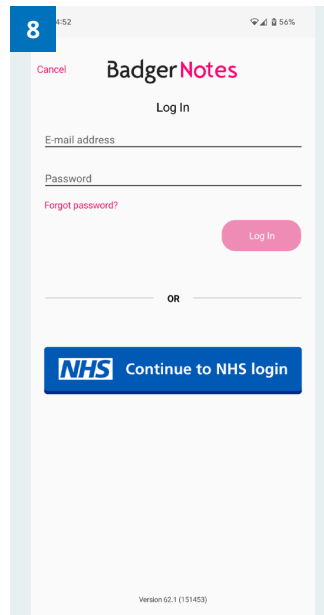 8
4:52
56%
Cancel
BadgerNotes
Log In
E-mail address
Password
Forgot password?
Log In
OR
NHS Continue to NHS login
Version 62.1 (151453)